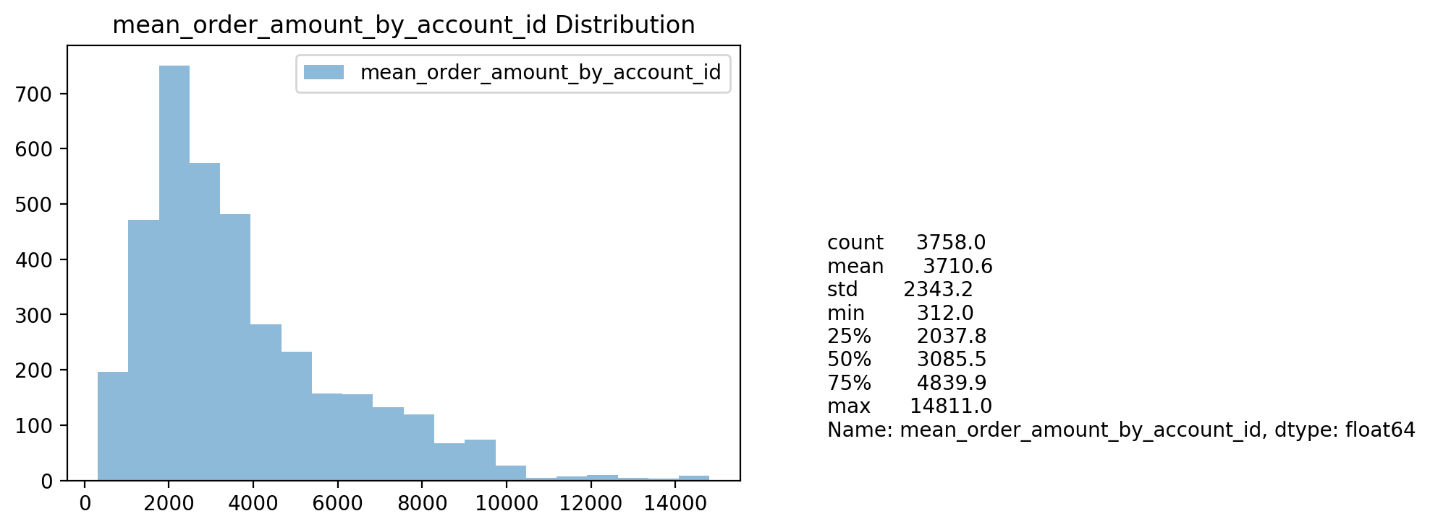 mean_order_amount_by_account_id Distribution
mean_order_amount_by_account_id
700
600
500
400
300
200
100
0
0 2000 4000 6000 8000 10000 12000 14000
count 3758.0
mean 3710.6
std 2343.2
min 312.0
25% 2037.8
50% 3085.5
75% 4839.9
max 14811.0
Name: mean_order_amount_by_account_id, dtype: float64